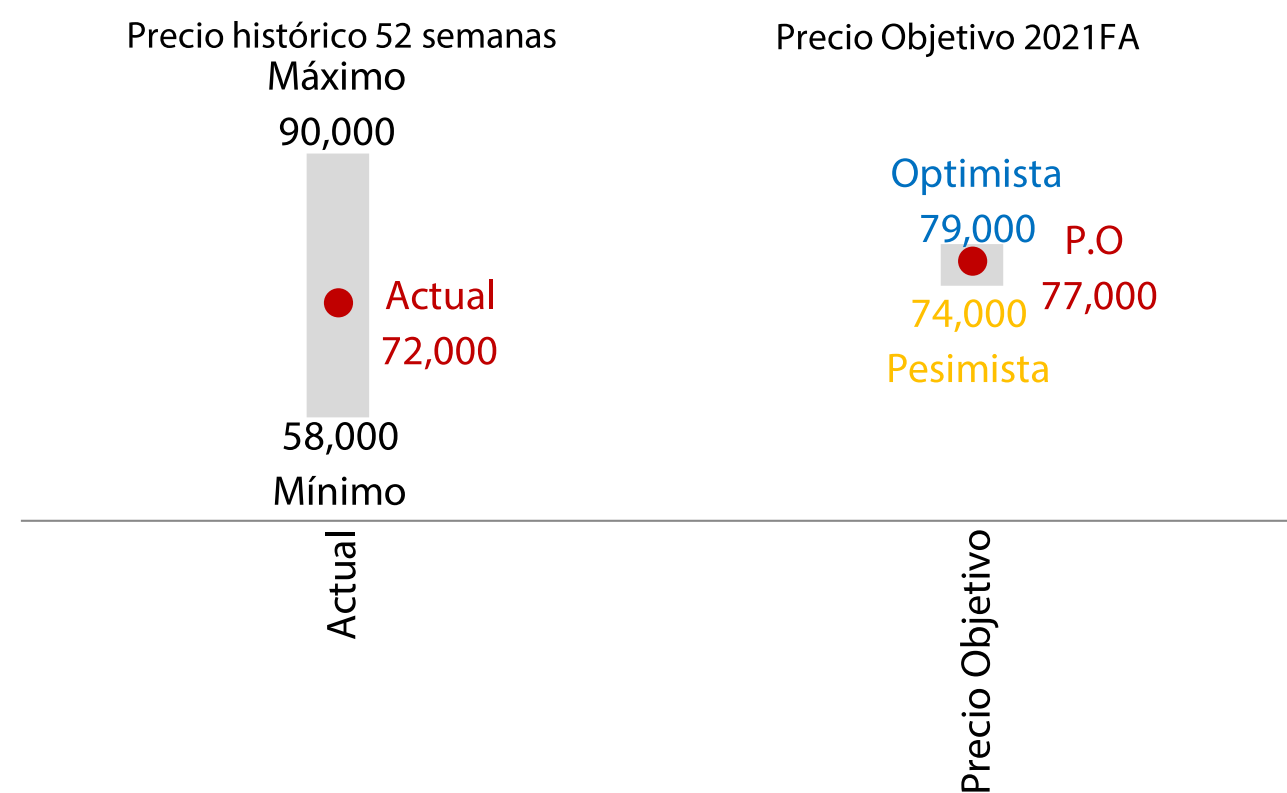 Precio histórico 52 semanas
Máximo
90,000
Actual
72,000
58,000
Mínimo
Actual
Precio Objetivo 2021FA
Optimista
79,000
P.O
77,000
74,000
Pesimista
Precio Objetivo